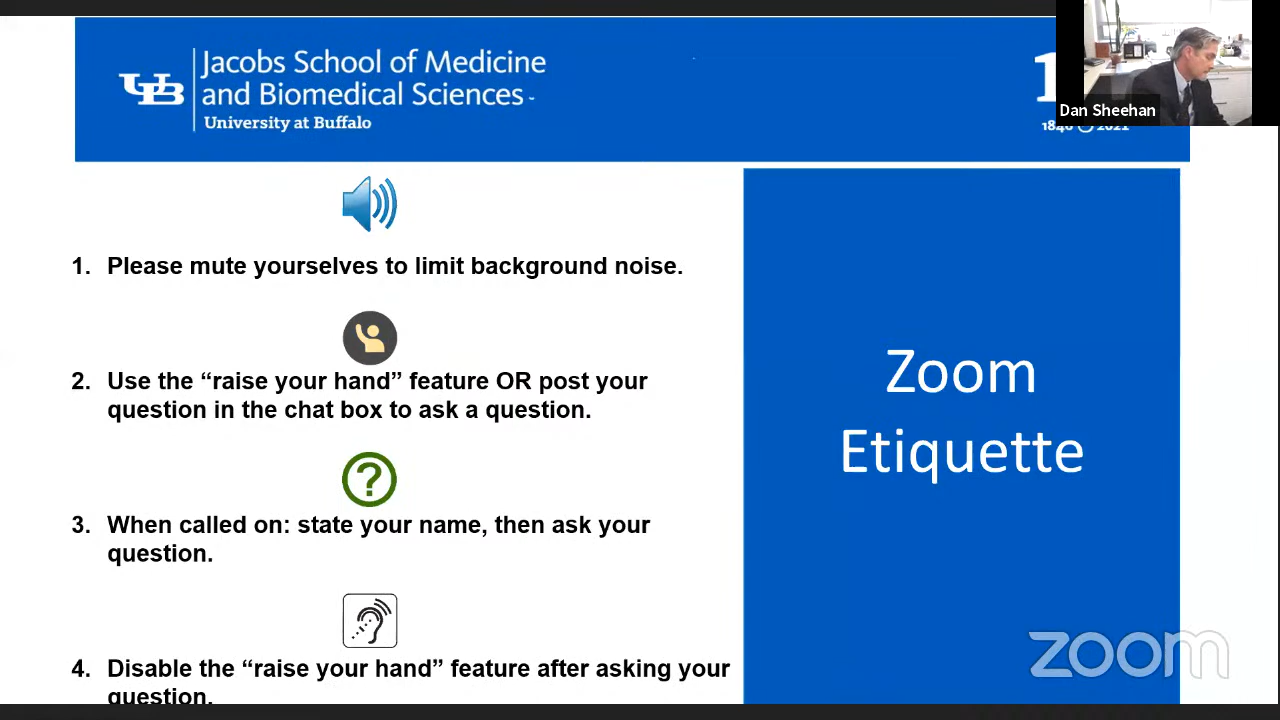 UB
Jacobs School of Medicine
and Biomedical Sciences
University at Buffalo
1846 2021
Dan Sheehan
1. Please mute yourselves to limit background noise.
2. Use the “raise your hand” feature OR post your
question in the chat box to ask a question.
?
3. When called on: state your name, then ask your
question.
4. Disable the “raise your hand” feature after asking your
question.
Zoom
Etiquette
zoom